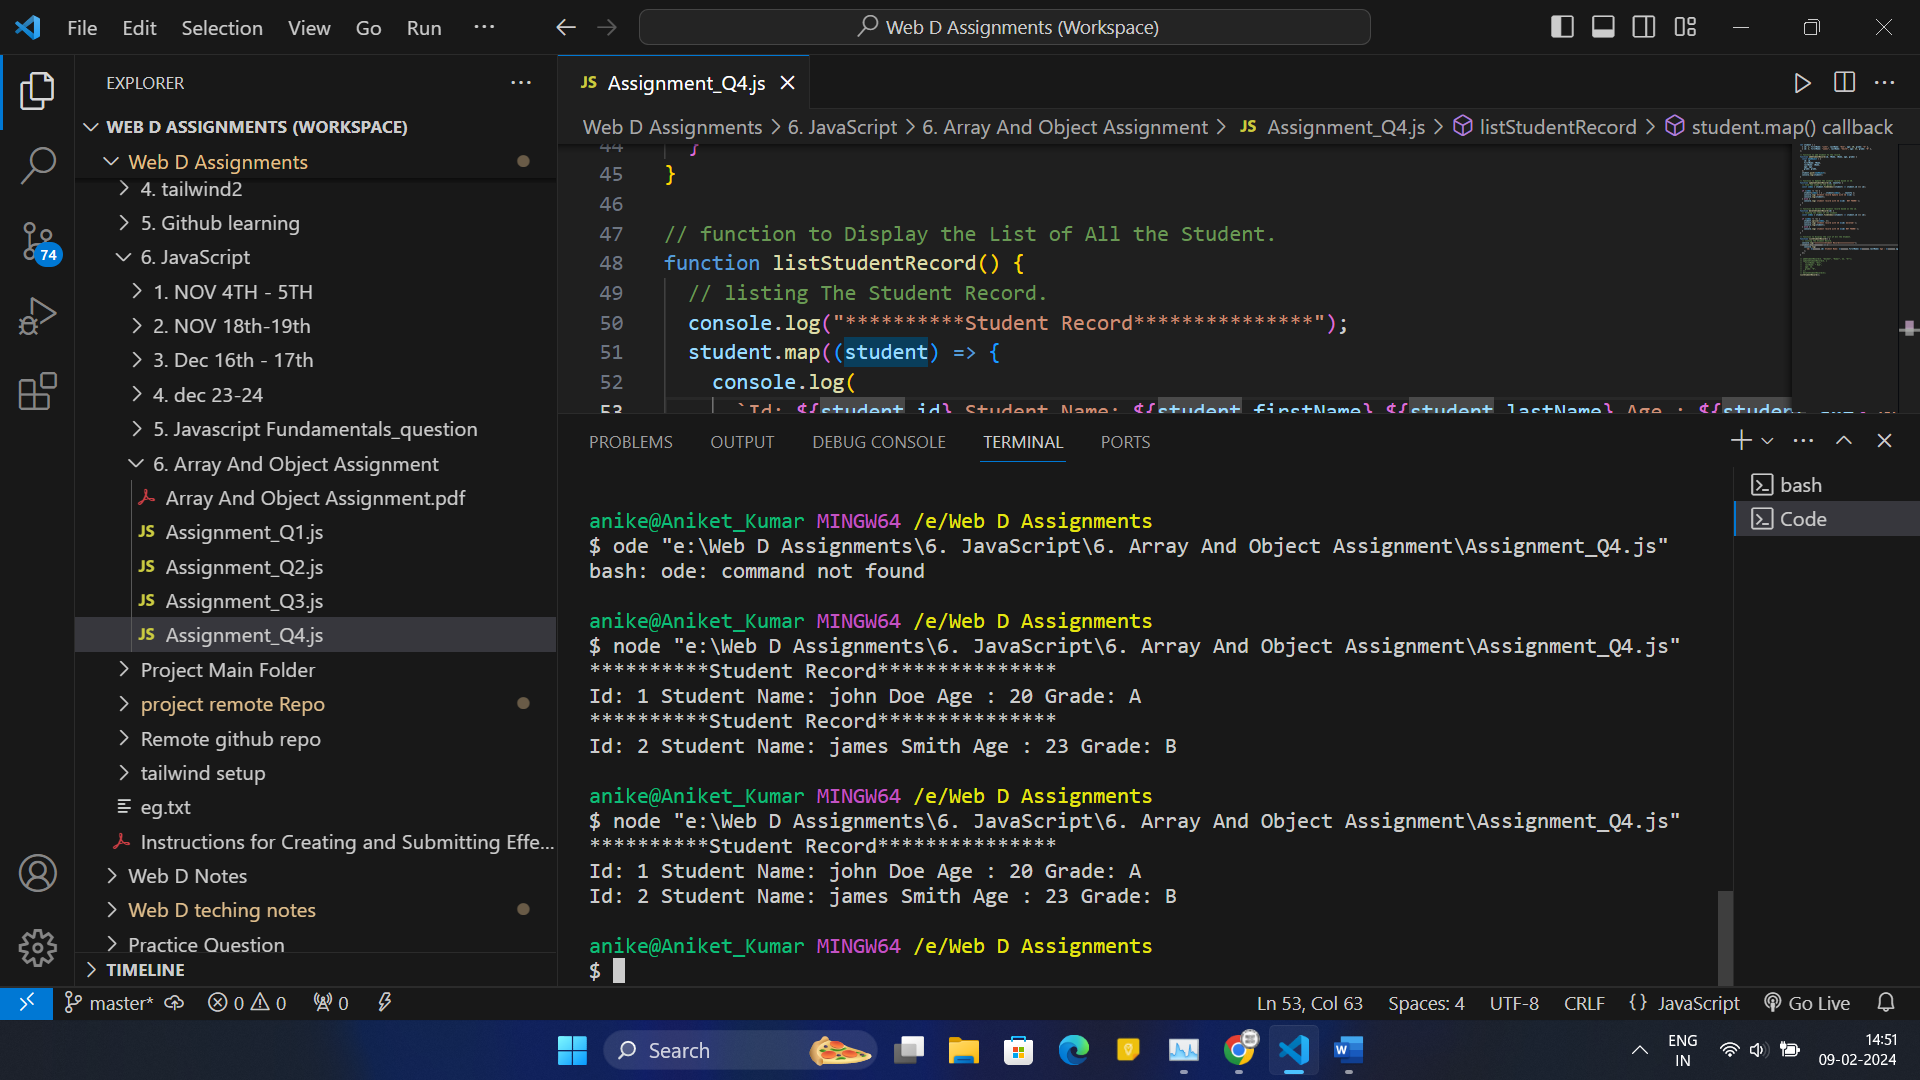 File Edit Selection View Go Run ... Web D Assignments (Workspace)
EXPLORER
WEB D ASSIGNMENTS (WORKSPACE)
Web D Assignments
4. tailwind2
5. Github learning
6. JavaScript
1. NOV 4TH - 5TH
2. NOV 18th-19th
3. Dec 16th - 17th
4. dec 23-24
5. Javascript Fundamentals_question
6. Array And Object Assignment
Array And Object Assignment.pdf
JS Assignment_Q1.js
JS Assignment_Q2.js
JS Assignment_Q3.js
JS Assignment_Q4.js
Project Main Folder
project remote Repo
Remote github repo
tailwind setup
eg.txt
Instructions for Creating and Submitting Effe...
Web D Notes
Web D teching notes
Practice Question
TIMELINE
74
JS Assignment_Q4.js
Web D Assignments > 6. JavaScript > 6. Array And Object Assignment > JS Assignment_Q4.js > listStudentRecord > student.map() callback
44 }
45 }
46
47 // function to Display the List of All the Student.
48 function listStudentRecord() {
49 // listing The Student Record.
50 console.log("**********Student Record***************");
51 student.map((student) => {
52 console.log(
53 `Id: ${student.id} Student Name: ${student.firstName} ${student.lastName} Age : ${studen
PROBLEMS OUTPUT DEBUG CONSOLE TERMINAL PORTS
bash
Code
anike@Aniket_Kumar MINGW64 /e/Web D Assignments
$ ode "e:\Web D Assignments\6. JavaScript\6. Array And Object Assignment\Assignment_Q4.js"
bash: ode: command not found
anike@Aniket_Kumar MINGW64 /e/Web D Assignments
$ node "e:\Web D Assignments\6. JavaScript\6. Array And Object Assignment\Assignment_Q4.js"
**********Student Record***************
Id: 1 Student Name: john Doe Age : 20 Grade: A
**********Student Record***************
Id: 2 Student Name: james Smith Age : 23 Grade: B
anike@Aniket_Kumar MINGW64 /e/Web D Assignments
$ node "e:\Web D Assignments\6. JavaScript\6. Array And Object Assignment\Assignment_Q4.js"
**********Student Record***************
Id: 1 Student Name: john Doe Age : 20 Grade: A
Id: 2 Student Name: james Smith Age : 23 Grade: B
anike@Aniket_Kumar MINGW64 /e/Web D Assignments
$
master* 0 0 0 Ln 53, Col 63 Spaces: 4 UTF-8 CRLF {} JavaScript Go Live
Search
ENG
IN
14:51
09-02-2024